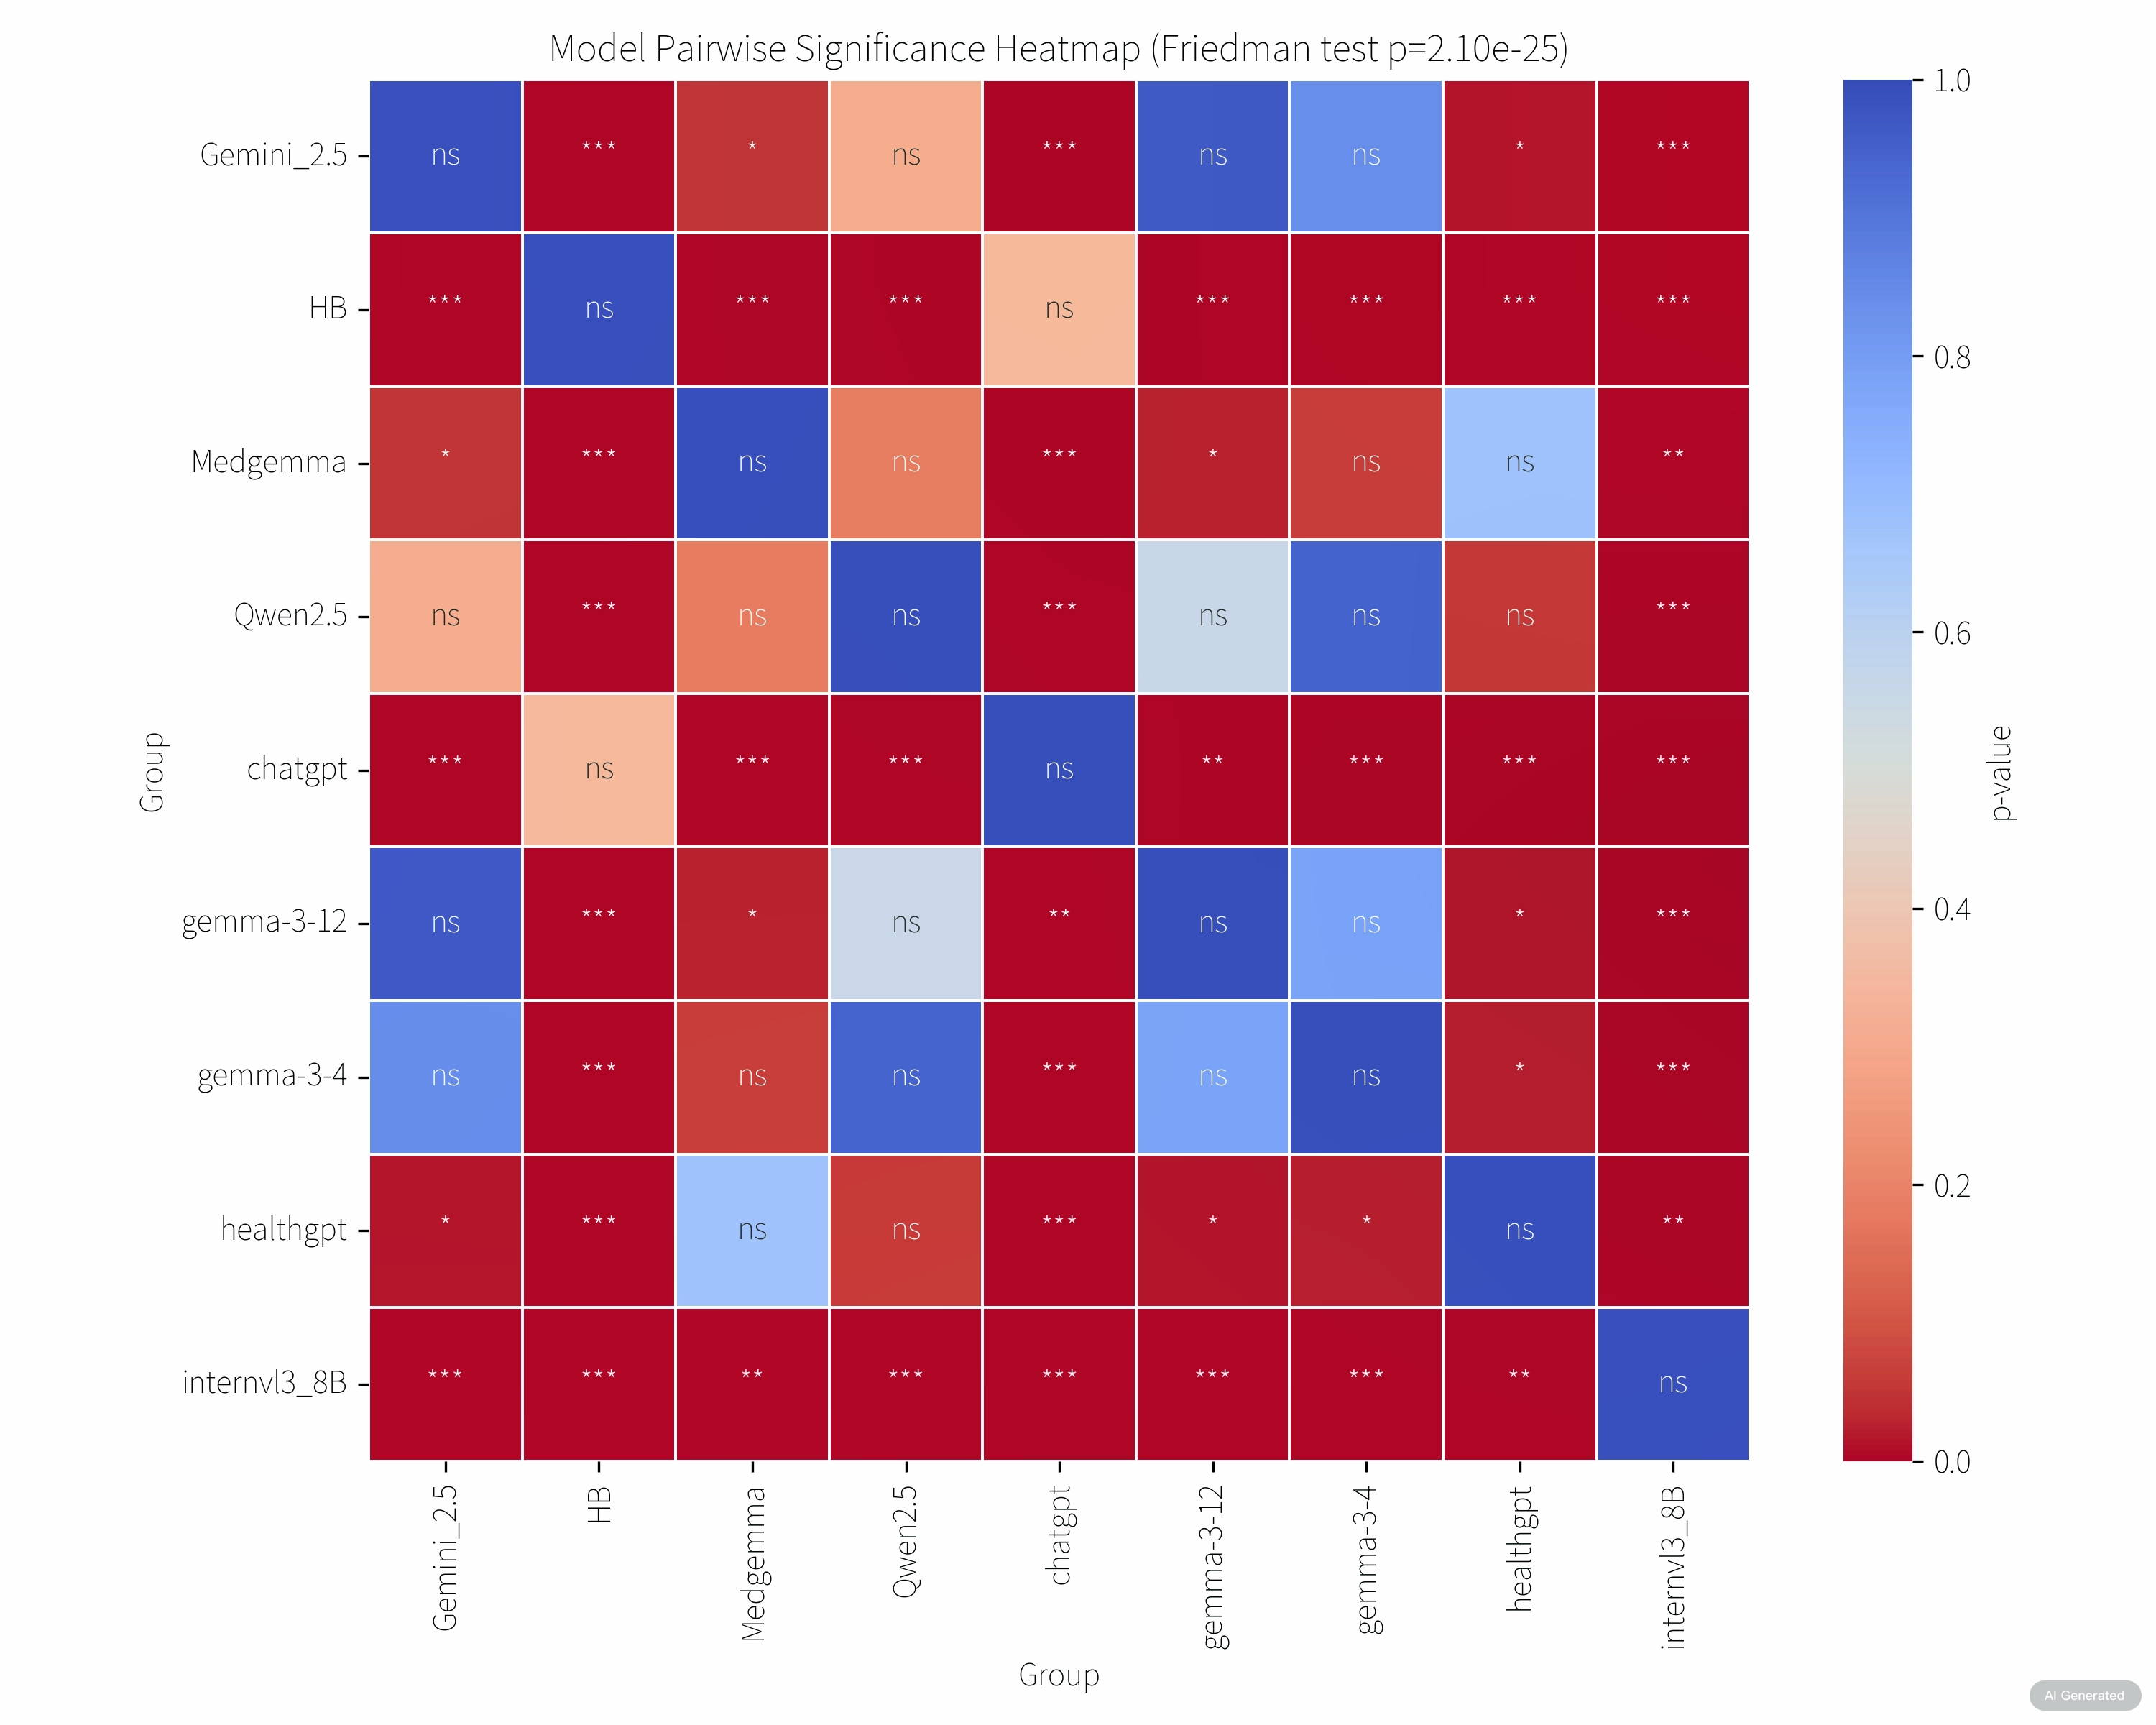 Model Pairwise Significance Heatmap (Friedman test p=2.10e-25)
Gemini_2.5 ns *** * ns *** ns ns * ***
HB *** ns *** *** ns *** *** *** ***
Medgemma * *** ns ns *** * ns ns **
Qwen2.5 ns *** ns ns *** ns ns ns ***
chatgpt *** ns *** *** ns ** *** *** ***
gemma-3-12 ns *** * ns ** ns ns * ***
gemma-3-4 ns *** ns ns *** ns ns * ***
healthgpt * *** ns ns *** * * ns **
internvl3_8B *** *** ** *** *** *** *** ** ns
Group
Gemini_2.5 HB Medgemma Qwen2.5 chatgpt gemma-3-12 gemma-3-4 healthgpt internvl3_8B
Group
1.0
0.8
0.6
0.4
0.2
0.0
p-value
AI Generated